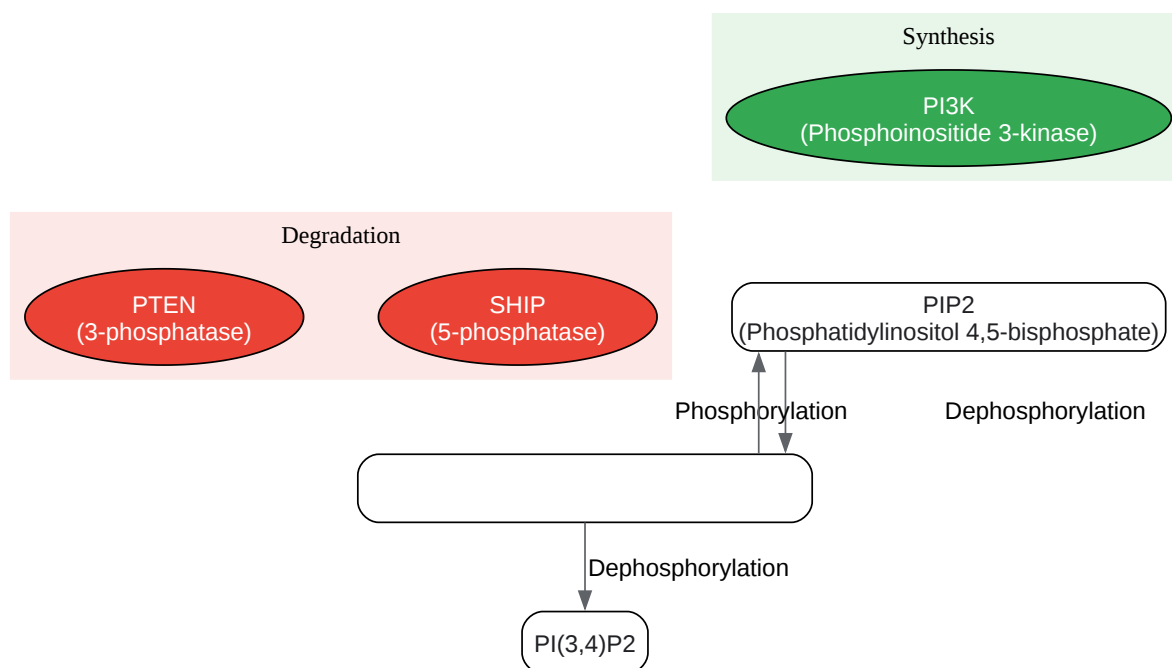 Synthesis
PI3K
(Phosphoinositide 3-kinase)
Degradation
PTEN
(3-phosphatase)
SHIP
(5-phosphatase)
PIP2
(Phosphatidylinositol 4,5-bisphosphate)
Phosphorylation
Dephosphorylation
Dephosphorylation
PI(3,4)P2